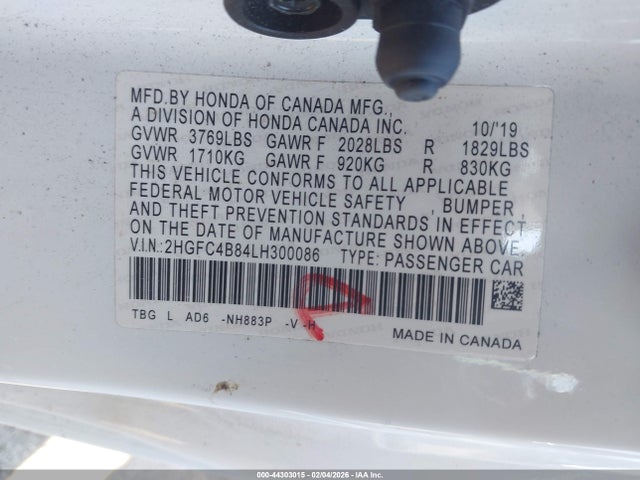 MFD.BY HONDA OF CANADA MFG.,
A DIVISION OF HONDA CANADA INC. 10/'19
GVWR 3769LBS GAWR F 2028LBS R 1829LBS
GVWR 1710KG GAWR F 920KG R 830KG
THIS VEHICLE CONFORMS TO ALL APPLICABLE
FEDERAL MOTOR VEHICLE SAFETY , BUMPER,
AND THEFT PREVENTION STANDARDS IN EFFECT
ON THE DATE OF MANUFACTURE SHOWN ABOVE.
V.I.N.:2HGFC4B84LH300086 TYPE: PASSENGER CAR
TBG L AD6 -NH883P -V -H
MADE IN CANADA
000-44303015 - 02/04/2026 - IAA Inc.